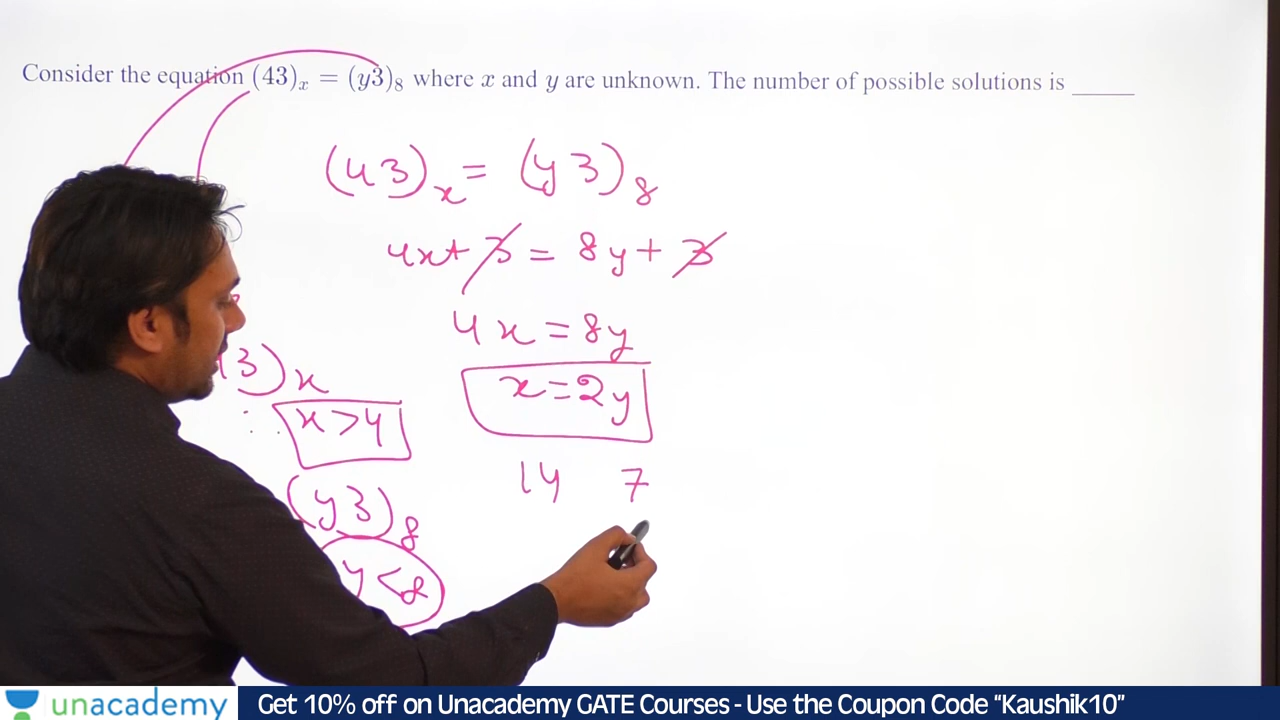 Consider the equation (43)ₓ = (y3)₈ where x and y are unknown. The number of possible solutions is _____
(43)ₓ = (y3)₈
4x + 3 = 8y + 3
4x = 8y
x = 2y
3)ₓ
x > 4
14 7
(y3)₈
y < 8
unacademy
Get 10% off on Unacademy GATE Courses - Use the Coupon Code “Kaushik10”